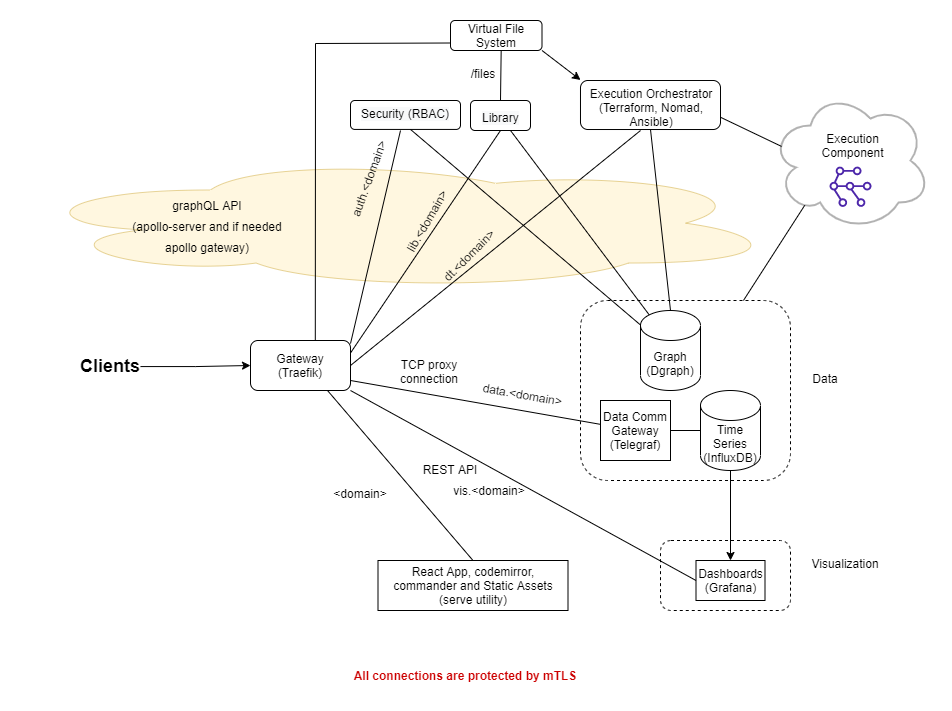 Virtual File
System
/files
Execution Orchestrator
(Terraform, Nomad,
Ansible)
Security (RBAC)
Library
Execution
Component
auth.<domain>
lib.<domain>
dt.<domain>
graphQL API
(apollo-server and if needed
apollo gateway)
Clients
Gateway
(Traefik)
TCP proxy
connection
data.<domain>
Graph
(Dgraph)
Data
Data Comm
Gateway
(Telegraf)
Time
Series
(InfluxDB)
REST API
vis.<domain>
<domain>
React App, codemirror,
commander and Static Assets
(serve utility)
Dashboards
(Grafana)
Visualization
All connections are protected by mTLS